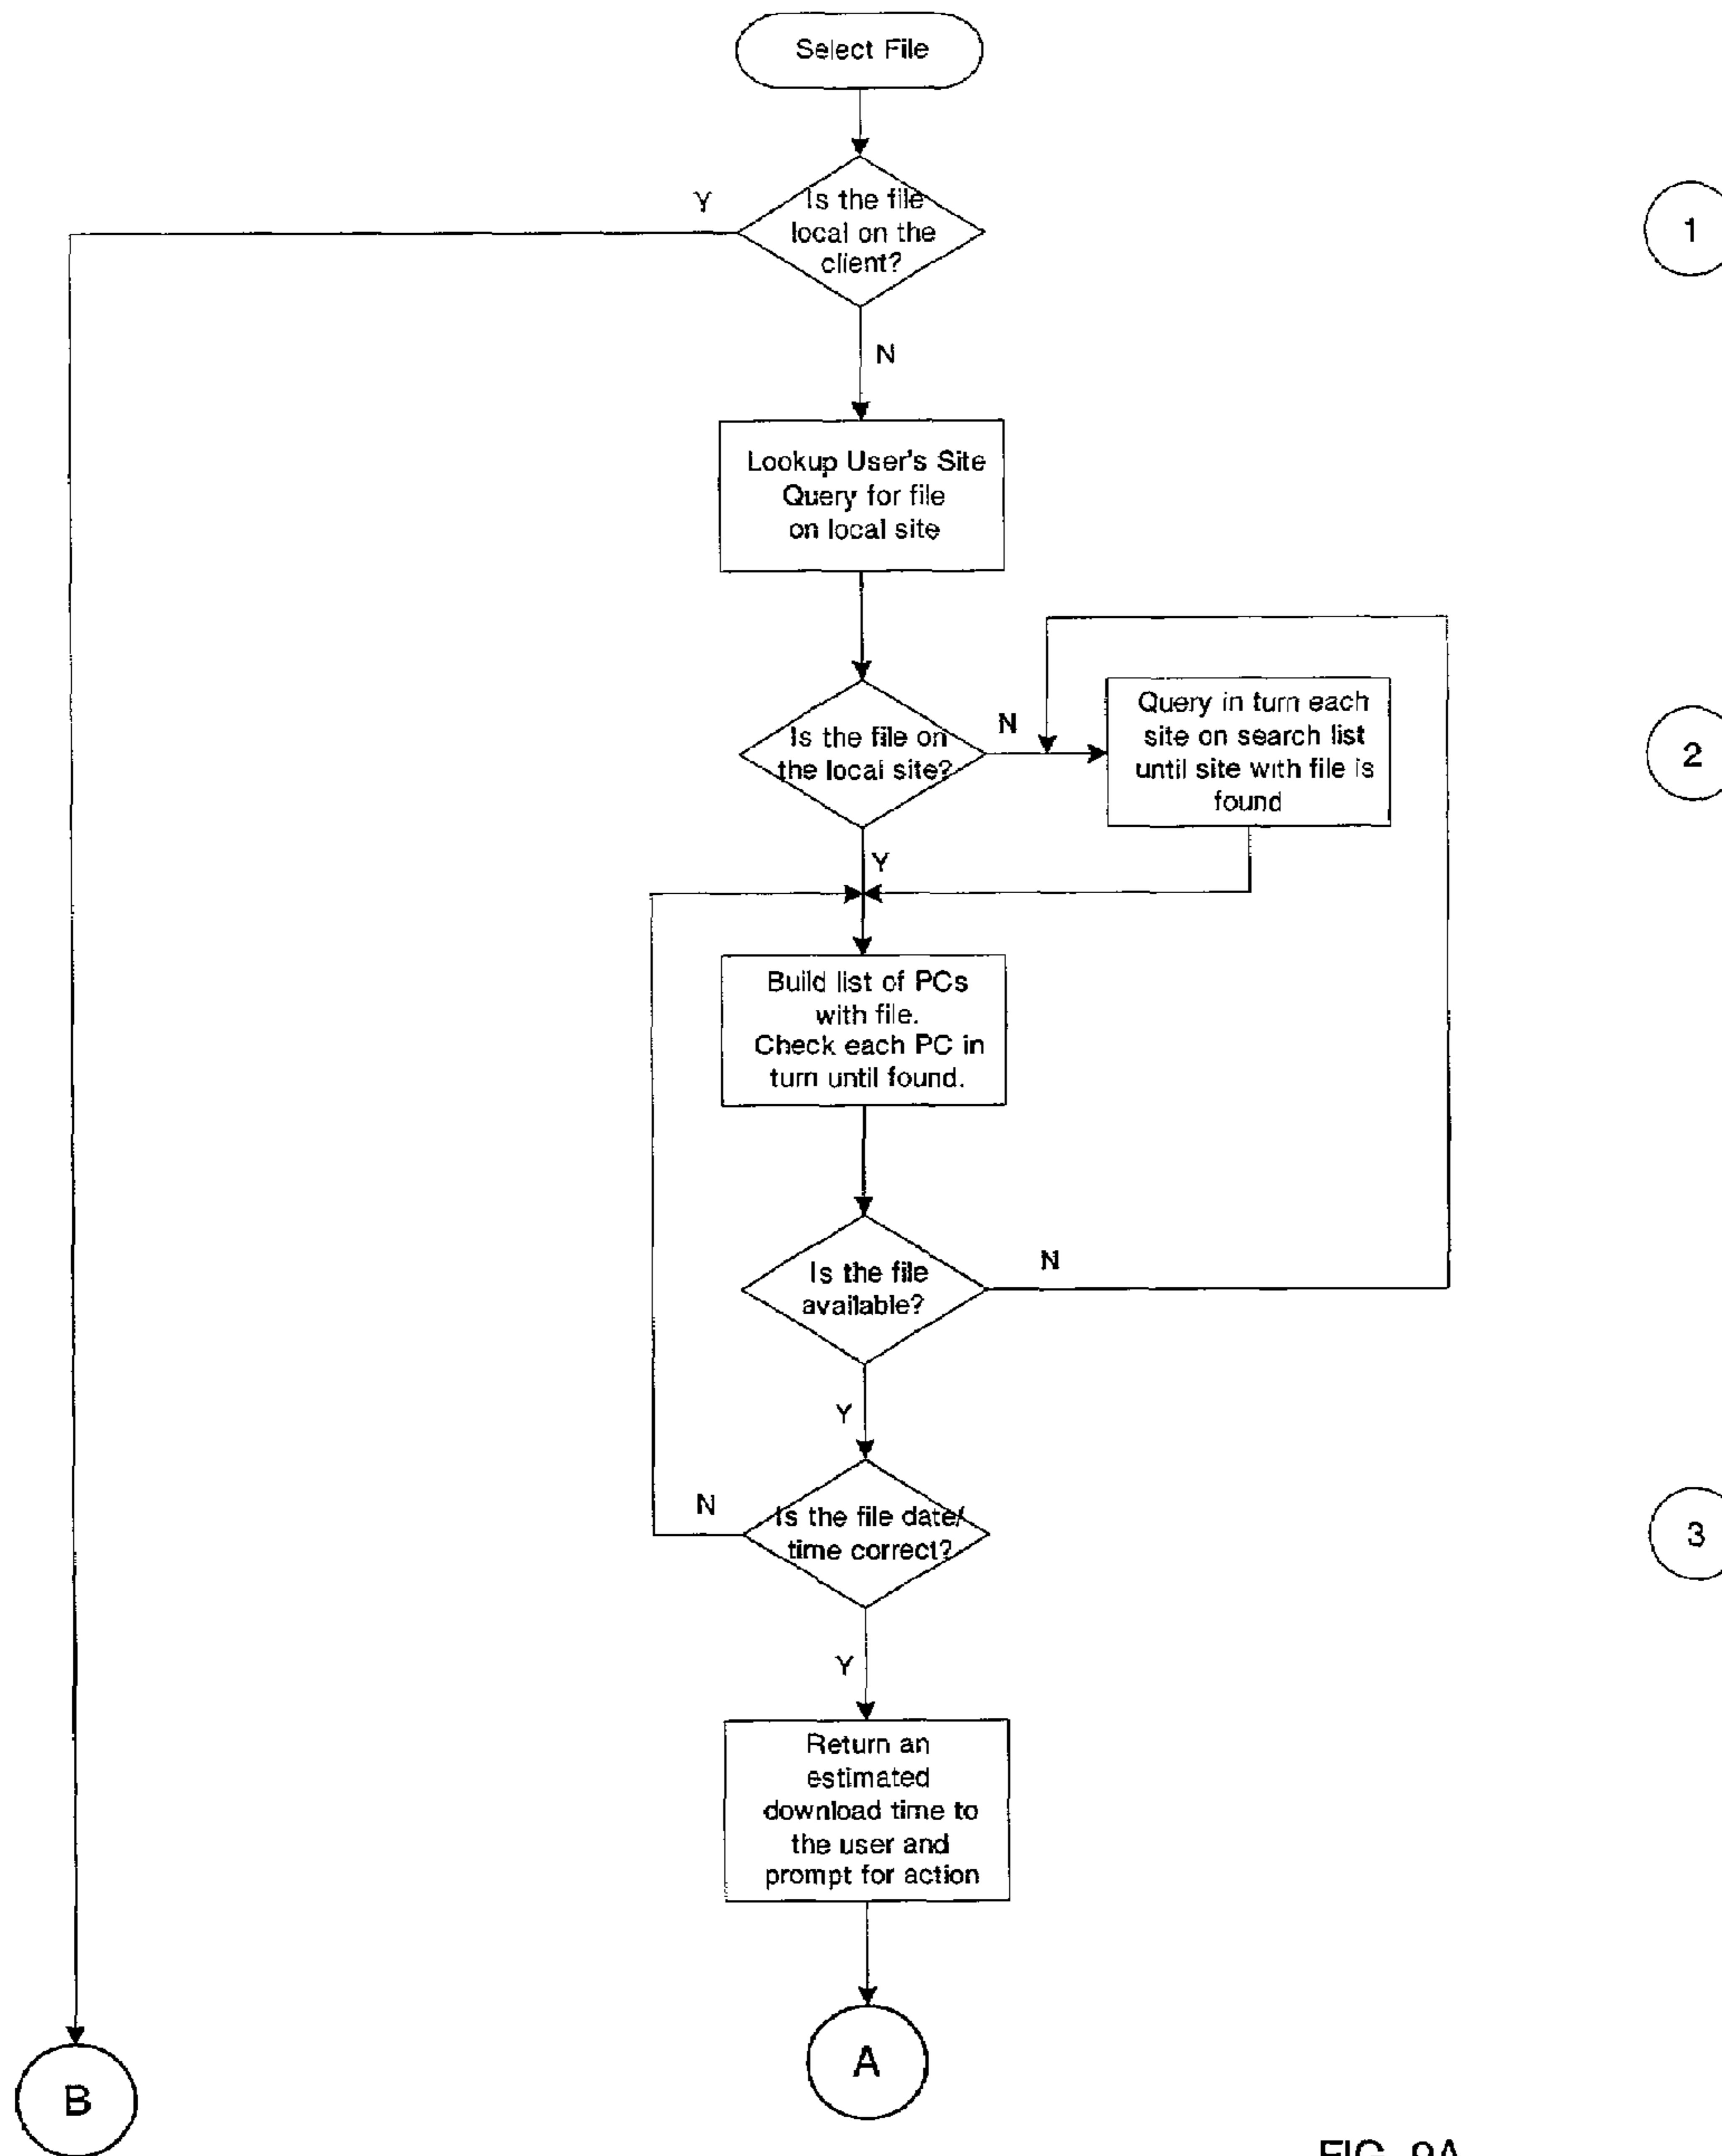 Select File
Y
Is the file
local on the
client?
1
N
Lookup User's Site
Query for file
on local site
Is the file on
the local site?
N
Query in turn each
site on search list
until site with file is
found
2
Y
Build list of PCs
with file.
Check each PC in
turn until found.
Is the file
available?
N
Y
N
Is the file date/
time correct?
3
Y
Return an
estimated
download time to
the user and
prompt for action
A
B